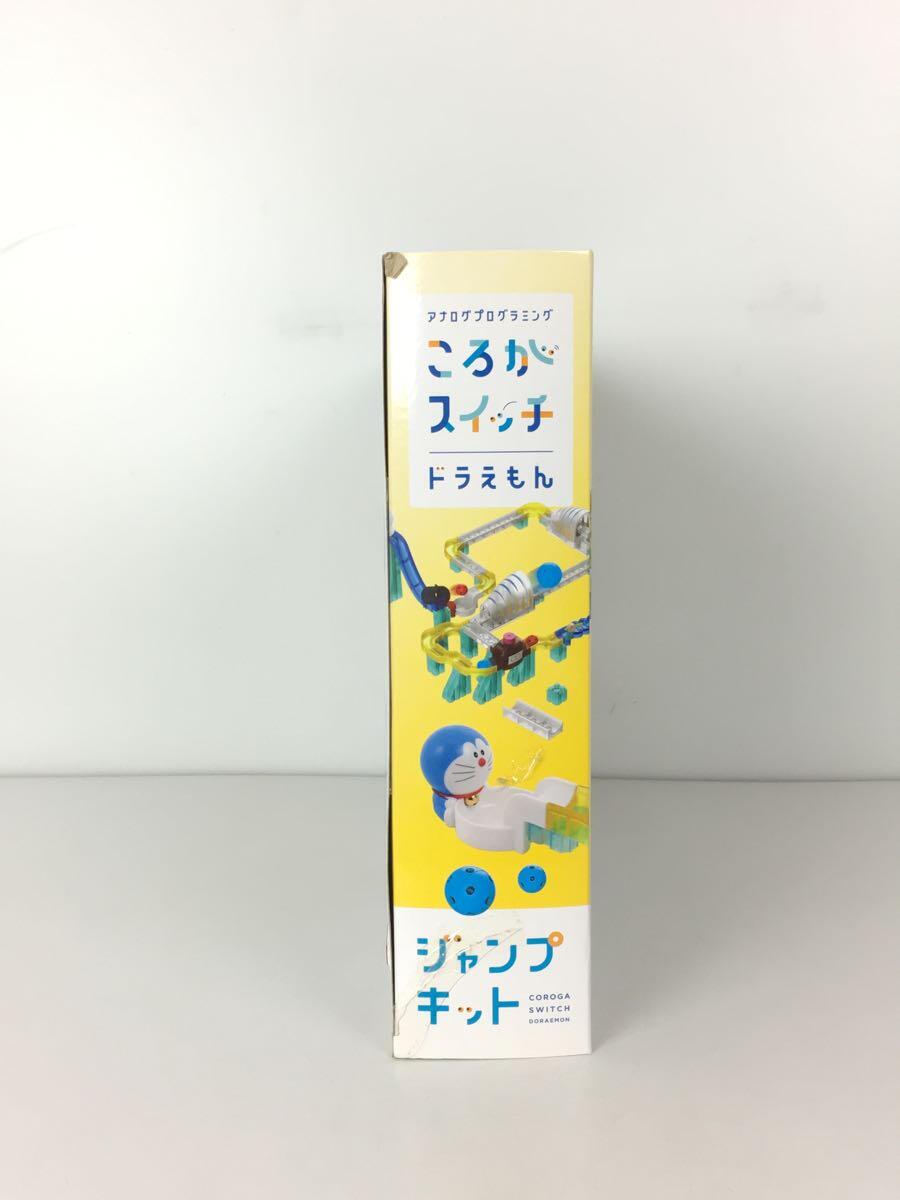 アナログプログラミング
ころが
スイッチ
ドラえもん
ジャンプ
キット
COROGA
SWITCH
DORAEMON